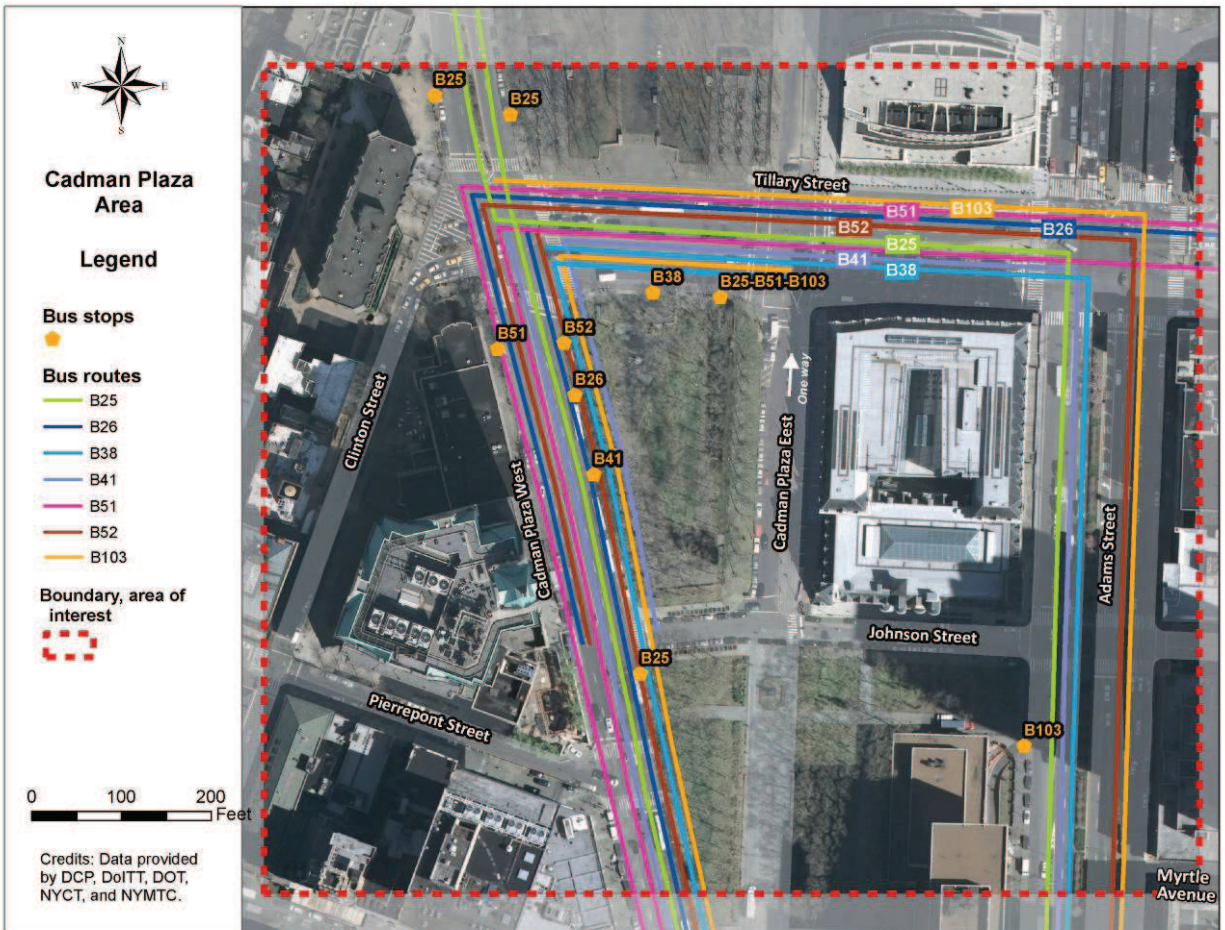 N
W E
S
Cadman Plaza
Area
Legend
Bus stops
Bus routes
B25
B26
B38
B41
B51
B52
B103
Boundary, area of
interest
0 100 200
Feet
Credits: Data provided
by DCP, DoITT, DOT,
NYCT, and NYMTC.
B25
B25
Tillary Street
B51
B103
B52
B26
B25
B41
B38
B38
B25-B51-B103
B51
B52
B26
B41
One way
Clinton Street
Cadman Plaza West
Cadman Plaza Eest
Adams Street
Johnson Street
B25
Pierrepont Street
B103
Myrtle
Avenue